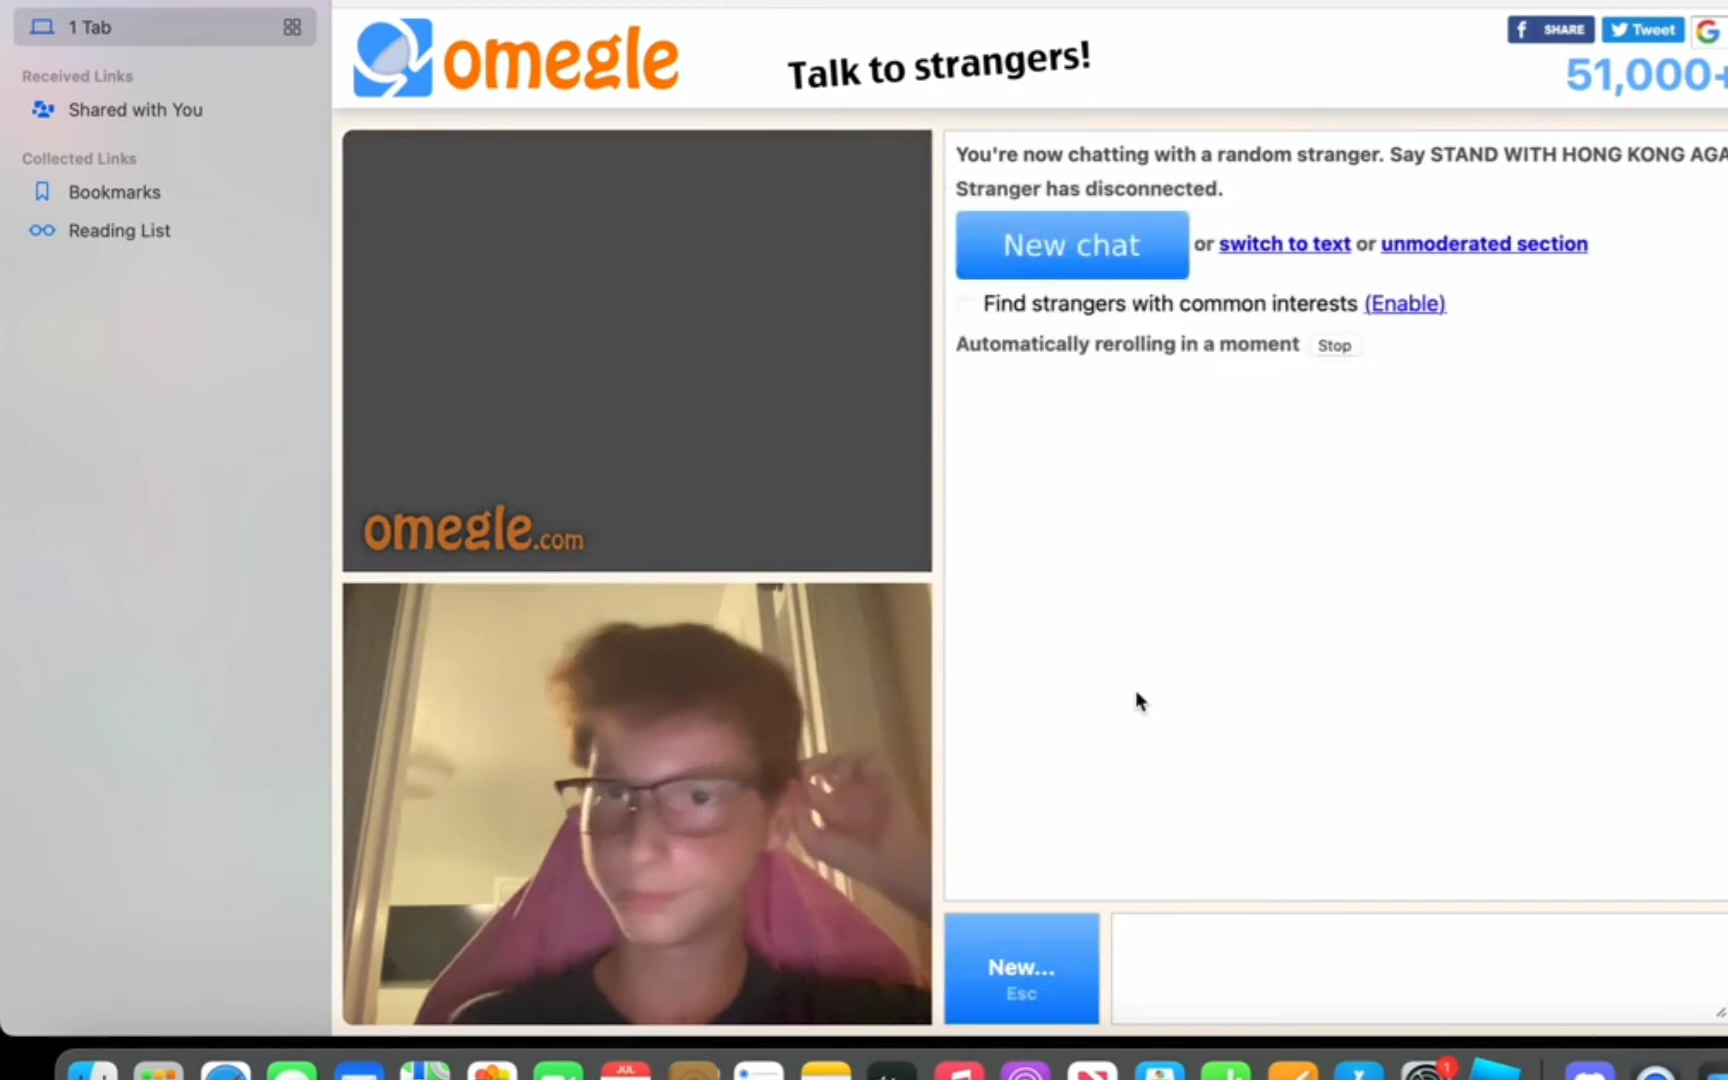 1 Tab
Received Links
Shared with You
Collected Links
Bookmarks
Reading List
omegle
Talk to strangers!
SHARE
Tweet
51,000+
You're now chatting with a random stranger. Say STAND WITH HONG KONG AGA
Stranger has disconnected.
New chat or switch to text or unmoderated section
Find strangers with common interests (Enable)
Automatically rerolling in a moment Stop
omegle.com
New...
Esc
JUL
1